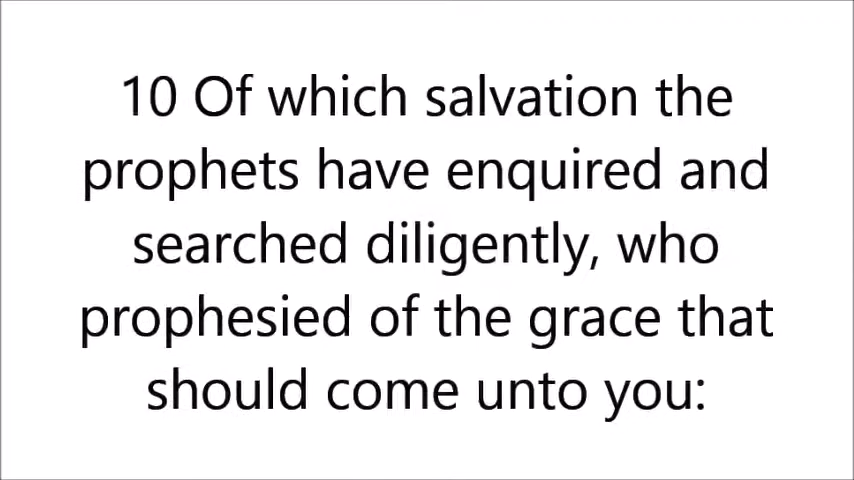 10 Of which salvation the
prophets have enquired and
searched diligently, who
prophesied of the grace that
should come unto you: